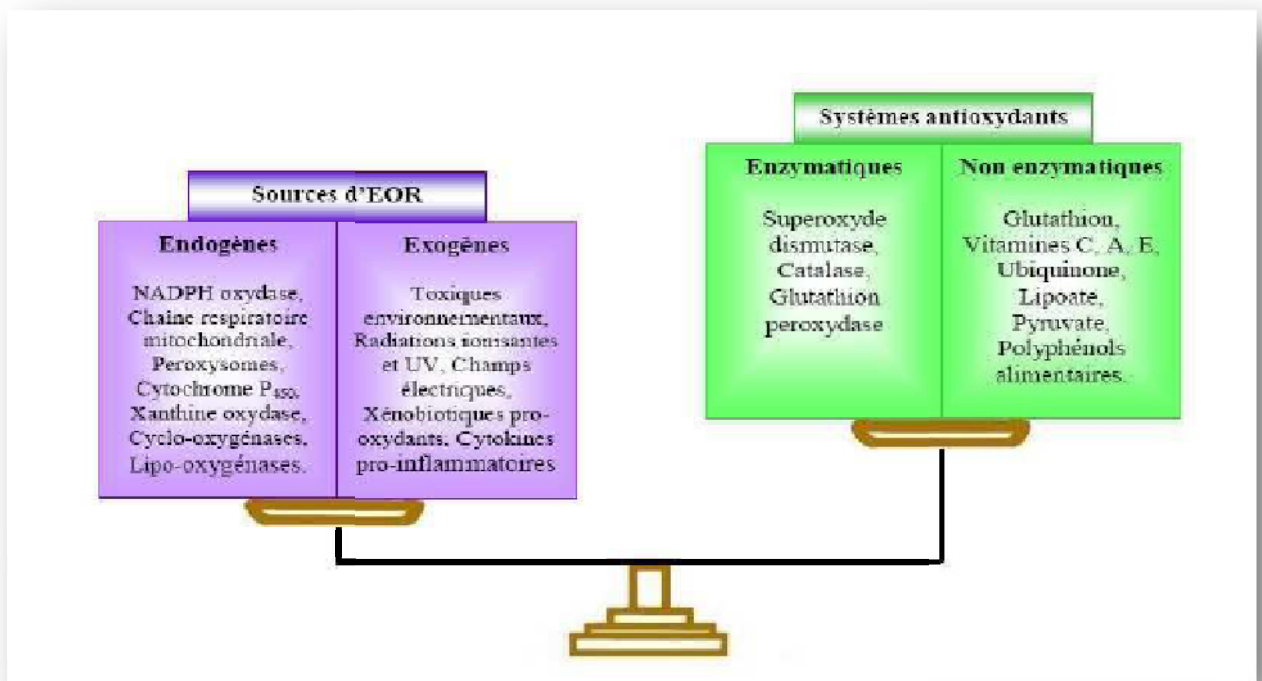 Systèmes antioxydants
Enzymatiques
Superoxyde
dismutase,
Catalase,
Glutathion
peroxydase
Non enzymatiques
Glutathion,
Vitamines C, A, E,
Ubiquinone,
Lipoate,
Pyruvate,
Polyphénols
alimentaires.
Sources d’EOR
Endogènes
NADPH oxydase,
Chaîne respiratoire
mitochondriale,
Peroxysomes,
Cytochrome P450,
Xanthine oxydase,
Cyclo-oxygénases,
Lipo-oxygénases.
Exogènes
Toxiques
environnementaux,
Radiations ionisantes
et UV, Champs
électriques,
Xénobiotiques pro-
oxydants, Cytokines
pro-inflammatoires